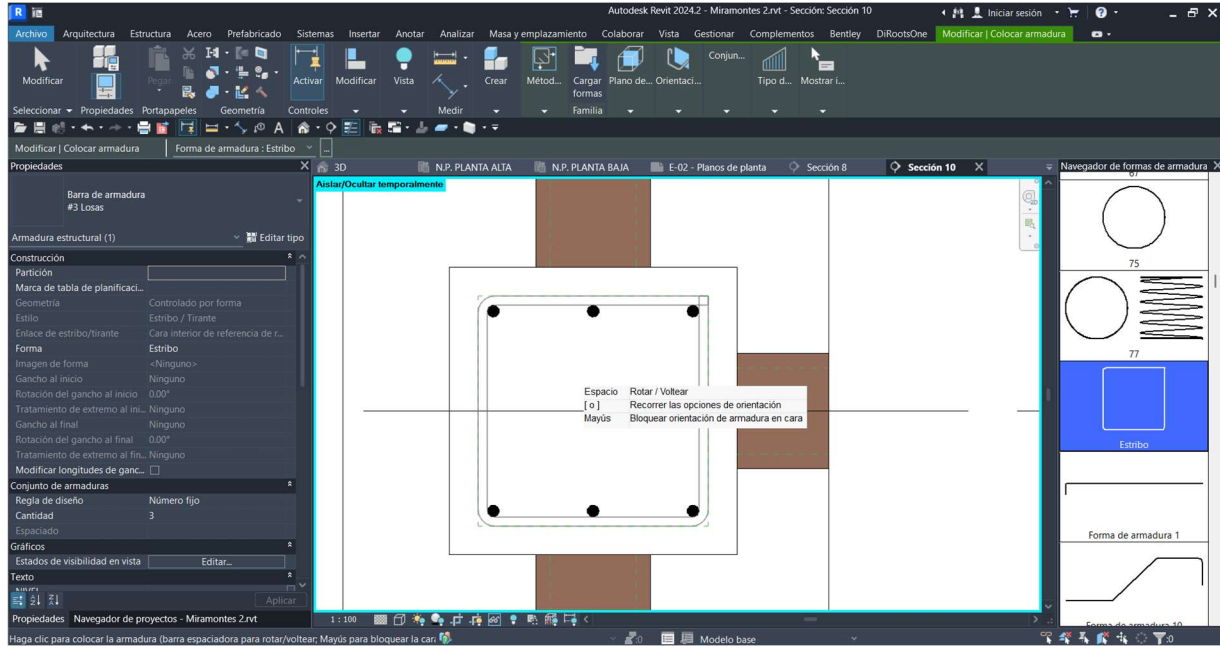 Autodesk Revit 2024.2 - Miramontes 2.rvt - Sección: Sección 10
Iniciar sesión
Archivo Arquitectura Estructura Acero Prefabricado Sistemas Insertar Anotar Analizar Masa y emplazamiento Colaborar Vista Gestionar Complementos Bentley DiRootsOne Modificar | Colocar armadura
Modificar Pegar Activar Modificar Vista Crear Métod... Cargar formas Plano de... Orientaci... Conjun... Tipo d... Mostrar i...
Seleccionar Propiedades Portapapeles Geometría Controles Medir Familia
Modificar | Colocar armadura Forma de armadura : Estribo ...
Propiedades
3D N.P. PLANTA ALTA N.P. PLANTA BAJA E-02 - Planos de planta Sección 8 Sección 10
Navegador de formas de armadura
Barra de armadura
#3 Losas
Armadura estructural (1) Editar tipo
Construcción
Partición
Marca de tabla de planificaci...
Geometría Controlado por forma
Estilo Estribo / Tirante
Enlace de estribo/tirante Cara interior de referencia de r...
Forma Estribo
Imagen de forma <Ninguno>
Gancho al inicio Ninguno
Rotación del gancho al inicio 0.00°
Tratamiento de extremo al ini... Ninguno
Gancho al final Ninguno
Rotación del gancho al final 0.00°
Tratamiento de extremo al fin... Ninguno
Modificar longitudes de ganc...
Conjunto de armaduras
Regla de diseño Número fijo
Cantidad 3
Espaciado
Gráficos
Estados de visibilidad en vista Editar...
Texto
NIVEL
Aplicar
Propiedades Navegador de proyectos - Miramontes 2.rvt
Aislar/Ocultar temporalmente
Espacio Rotar / Voltear
[ o ] Recorrer las opciones de orientación
Mayús Bloquear orientación de armadura en cara
67
75
77
Estribo
Forma de armadura 1
Forma de armadura 10
1 : 100
Haga clic para colocar la armadura (barra espaciadora para rotar/voltear; Mayús para bloquear la cara
:0 Modelo base :0